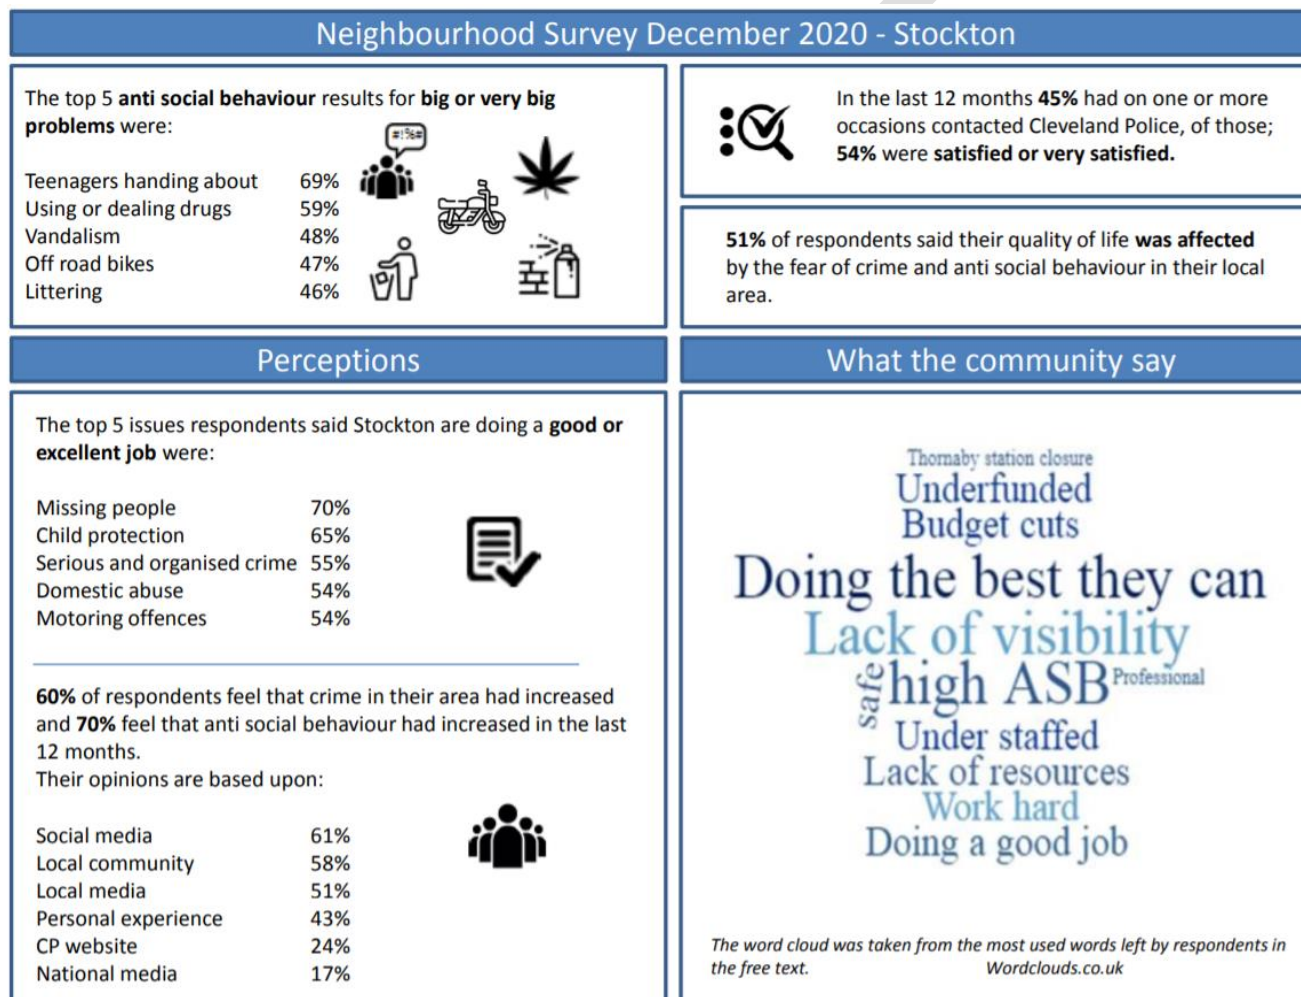 Neighbourhood Survey December 2020 - Stockton
The top 5 anti social behaviour results for big or very big
problems were:
#!%#
Teenagers handing about 69%
Using or dealing drugs 59%
Vandalism 48%
Off road bikes 47%
Littering 46%
In the last 12 months 45% had on one or more
occasions contacted Cleveland Police, of those;
54% were satisfied or very satisfied.
51% of respondents said their quality of life was affected
by the fear of crime and anti social behaviour in their local
area.
Perceptions
The top 5 issues respondents said Stockton are doing a good or
excellent job were:
Missing people 70%
Child protection 65%
Serious and organised crime 55%
Domestic abuse 54%
Motoring offences 54%
60% of respondents feel that crime in their area had increased
and 70% feel that anti social behaviour had increased in the last
12 months.
Their opinions are based upon:
Social media 61%
Local community 58%
Local media 51%
Personal experience 43%
CP website 24%
National media 17%
What the community say
Thornaby station closure
Underfunded
Budget cuts
Doing the best they can
Lack of visibility
safe
high ASB
Professional
Under staffed
Lack of resources
Work hard
Doing a good job
The word cloud was taken from the most used words left by respondents in
the free text. Wordclouds.co.uk